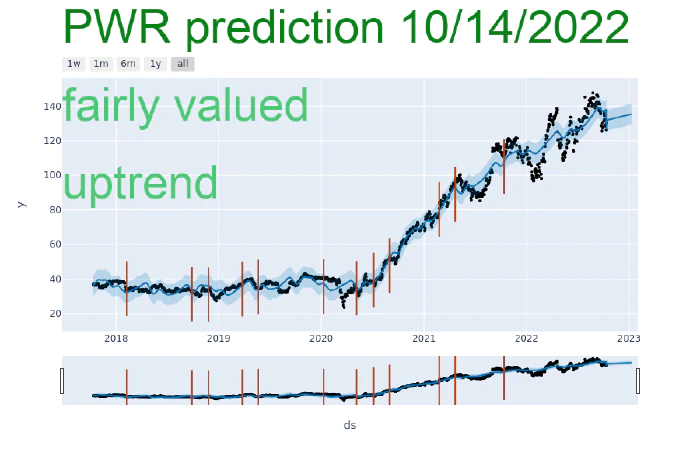 PWR prediction 10/14/2022
1w 1m 6m 1y all
fairly valued
uptrend
140
120
100
80
60
40
20
y
2018 2019 2020 2021 2022 2023
ds